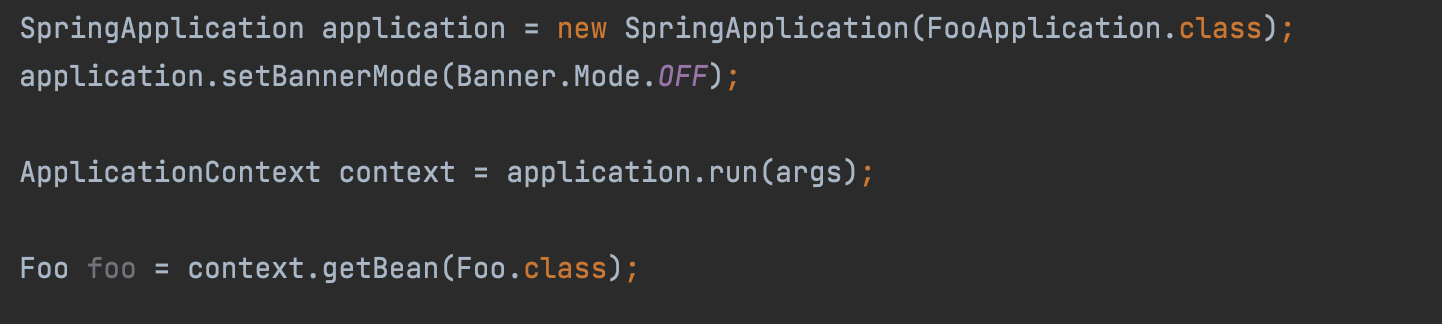 SpringApplication application = new SpringApplication(FooApplication.class);
application.setBannerMode(Banner.Mode.OFF);
ApplicationContext context = application.run(args);
Foo foo = context.getBean(Foo.class);